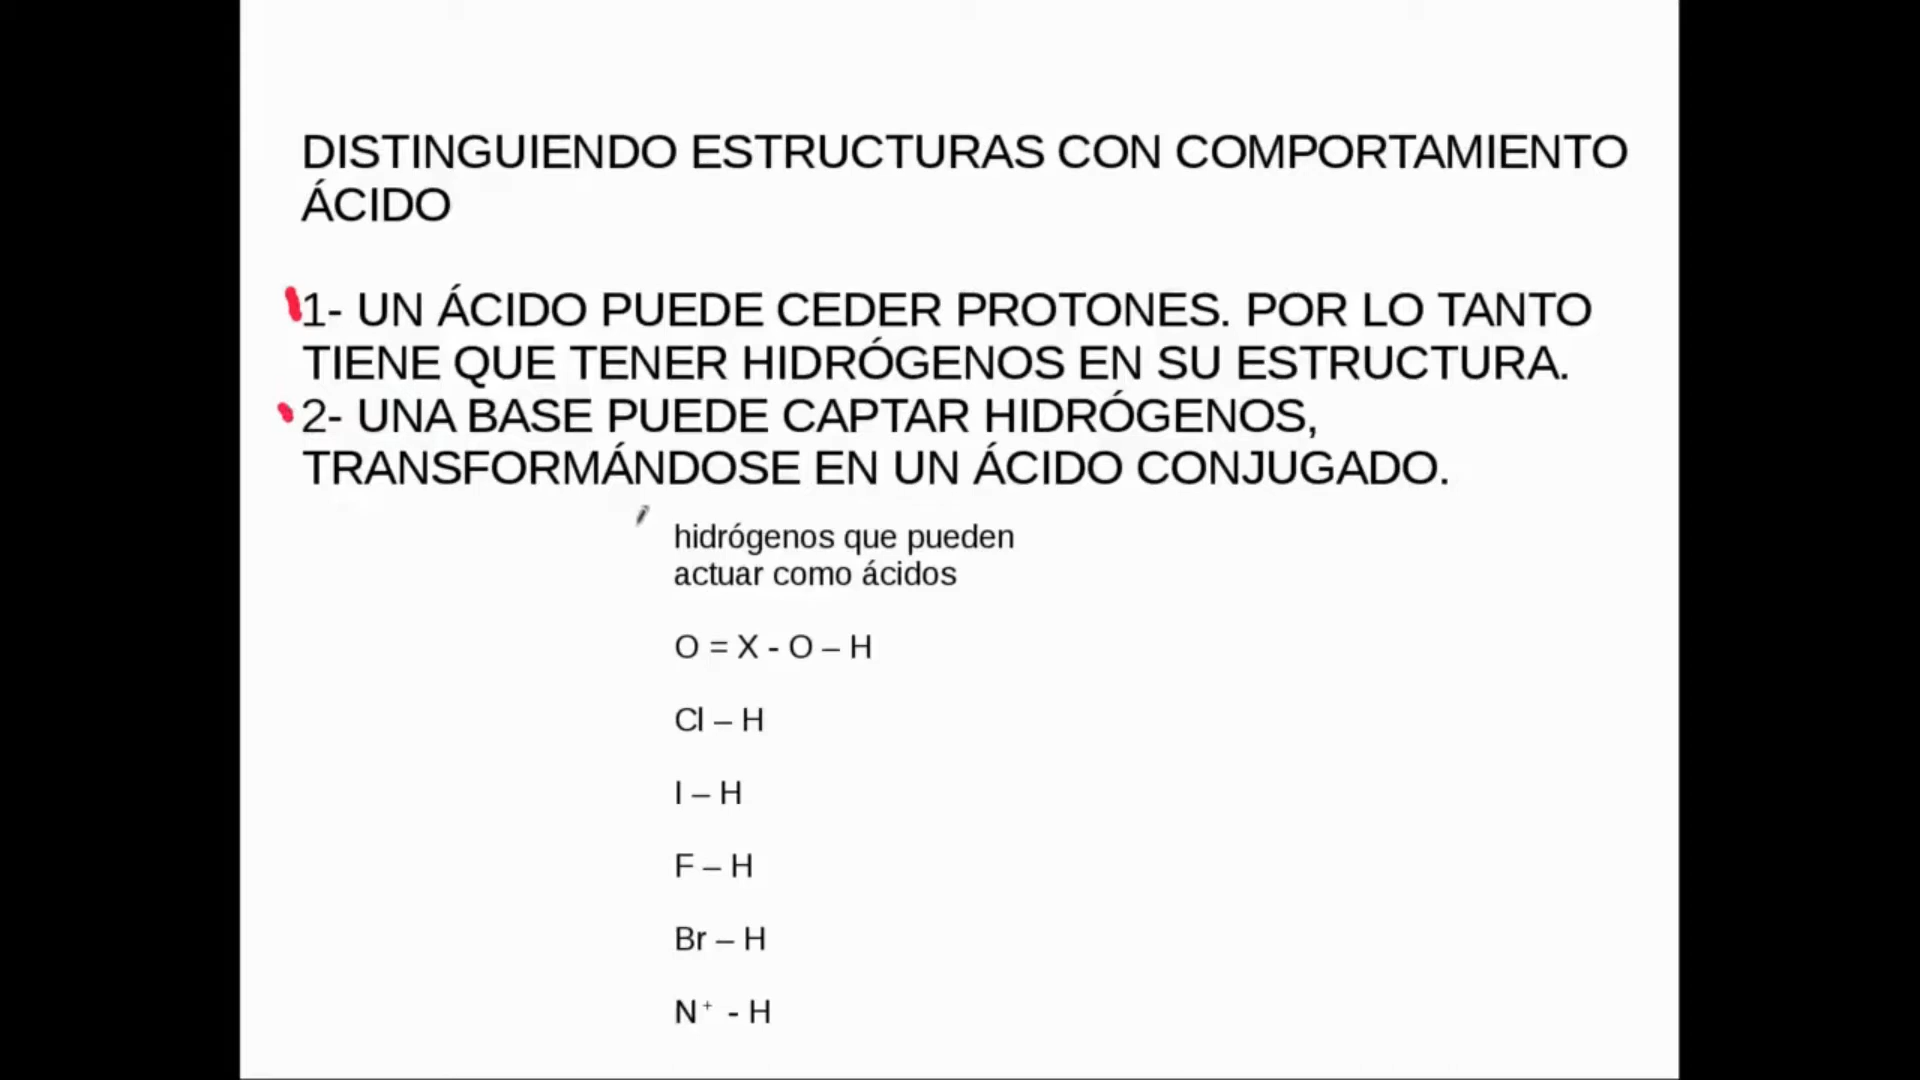 DISTINGUIENDO ESTRUCTURAS CON COMPORTAMIENTO
ÁCIDO
1- UN ÁCIDO PUEDE CEDER PROTONES. POR LO TANTO
TIENE QUE TENER HIDRÓGENOS EN SU ESTRUCTURA.
2- UNA BASE PUEDE CAPTAR HIDRÓGENOS,
TRANSFORMÁNDOSE EN UN ÁCIDO CONJUGADO.
hidrógenos que pueden
actuar como ácidos
O = X - O – H
Cl – H
I – H
F – H
Br – H
N⁺ - H